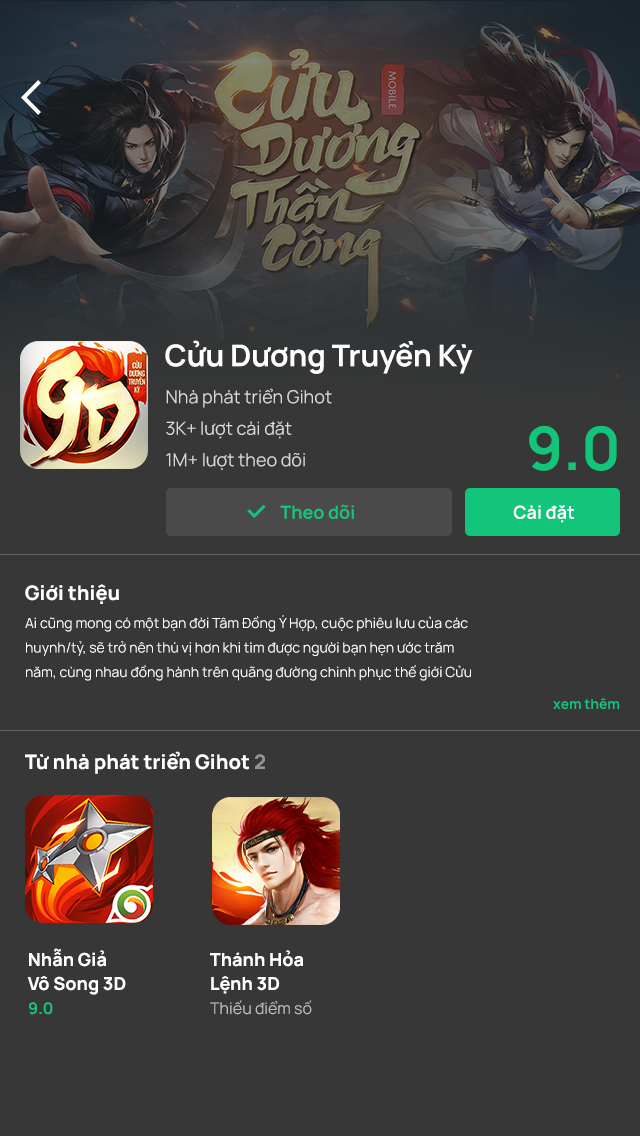 Cửu
Dương
Thần
Công
MOBILE
9D
CỬU
DƯƠNG
TRUYỀN
KỲ
Cửu Dương Truyền Kỳ
Nhà phát triển Gihot
3K+ lượt cài đặt
1M+ lượt theo dõi
9.0
Theo dõi
Cài đặt
Giới thiệu
Ai cũng mong có một bạn đời Tâm Đồng Ý Hợp, cuộc phiêu lưu của các
huynh/tỷ, sẽ trở nên thú vị hơn khi tìm được người bạn hẹn ước trăm
năm, cùng nhau đồng hành trên quãng đường chinh phục thế giới Cửu
xem thêm
Từ nhà phát triển Gihot 2
Nhẫn Giả
Vô Song 3D
9.0
Thánh Hỏa
Lệnh 3D
Thiếu điểm số